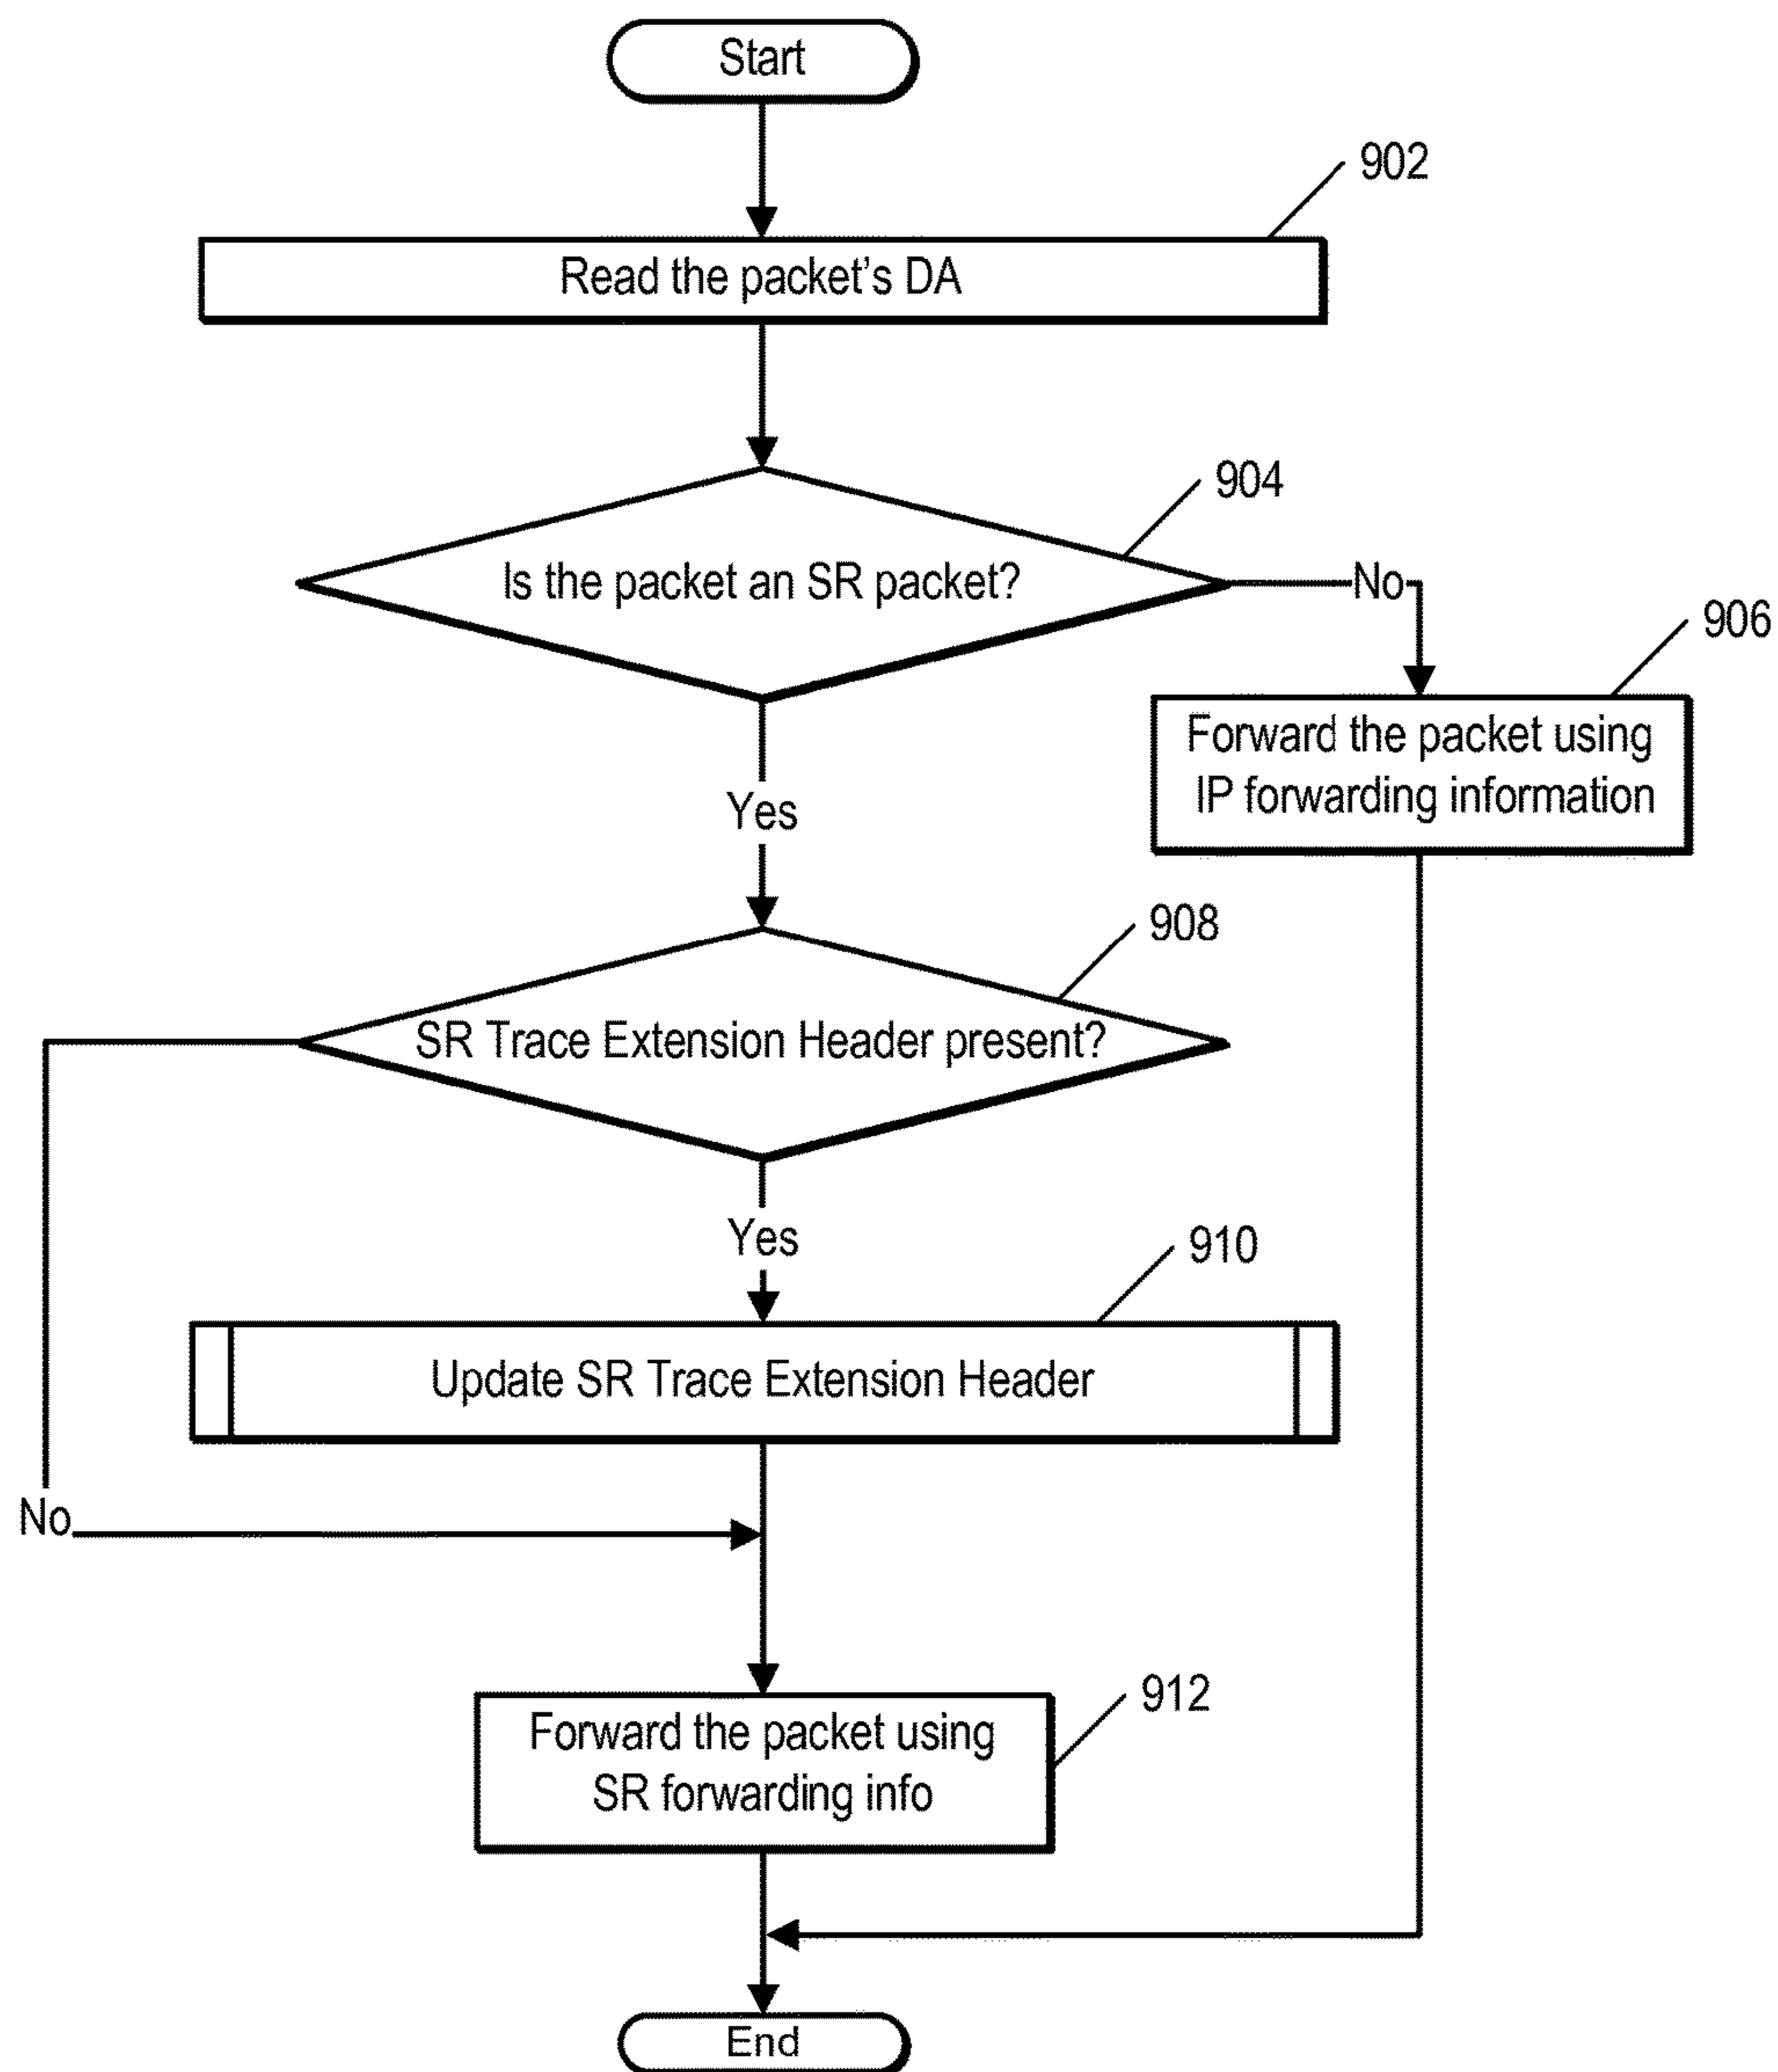 Start
902
Read the packet's DA
904
Is the packet an SR packet?
No
906
Forward the packet using
IP forwarding information
Yes
908
SR Trace Extension Header present?
Yes
910
Update SR Trace Extension Header
No
912
Forward the packet using
SR forwarding info
End